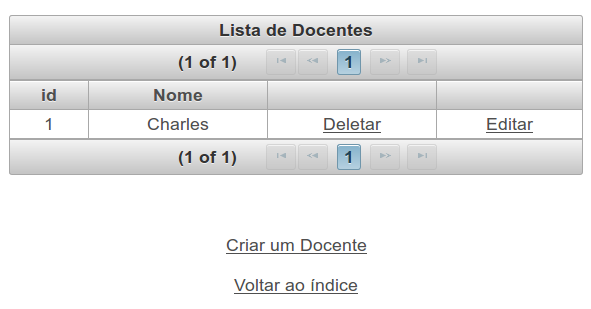 Lista de Docentes
(1 of 1) 1
id Nome
1 Charles Deletar Editar
(1 of 1) 1
Criar um Docente
Voltar ao índice